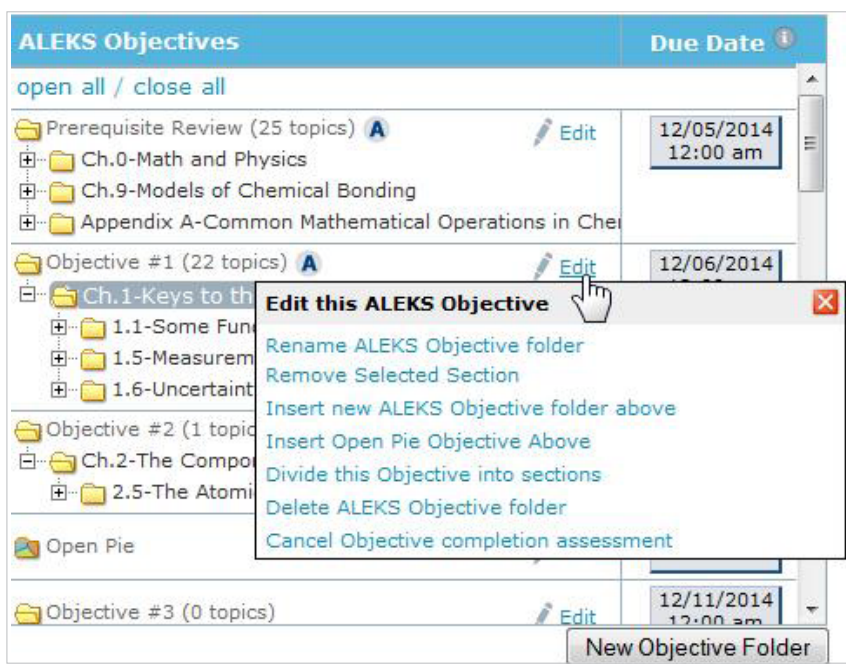 ALEKS Objectives Due Date
open all / close all
Prerequisite Review (25 topics) A Edit 12/05/2014
12:00 am
Ch.0-Math and Physics
Ch.9-Models of Chemical Bonding
Appendix A-Common Mathematical Operations in Che
Objective #1 (22 topics) A Edit 12/06/2014
Ch.1-Keys to th
1.1-Some Fun
1.5-Measurem
1.6-Uncertaint
Edit this ALEKS Objective
Rename ALEKS Objective folder
Remove Selected Section
Insert new ALEKS Objective folder above
Insert Open Pie Objective Above
Divide this Objective into sections
Delete ALEKS Objective folder
Cancel Objective completion assessment
Objective #2 (1 topic
Ch.2-The Compo
2.5-The Atomi
Open Pie
Objective #3 (0 topics) Edit 12/11/2014
12:00 am
New Objective Folder